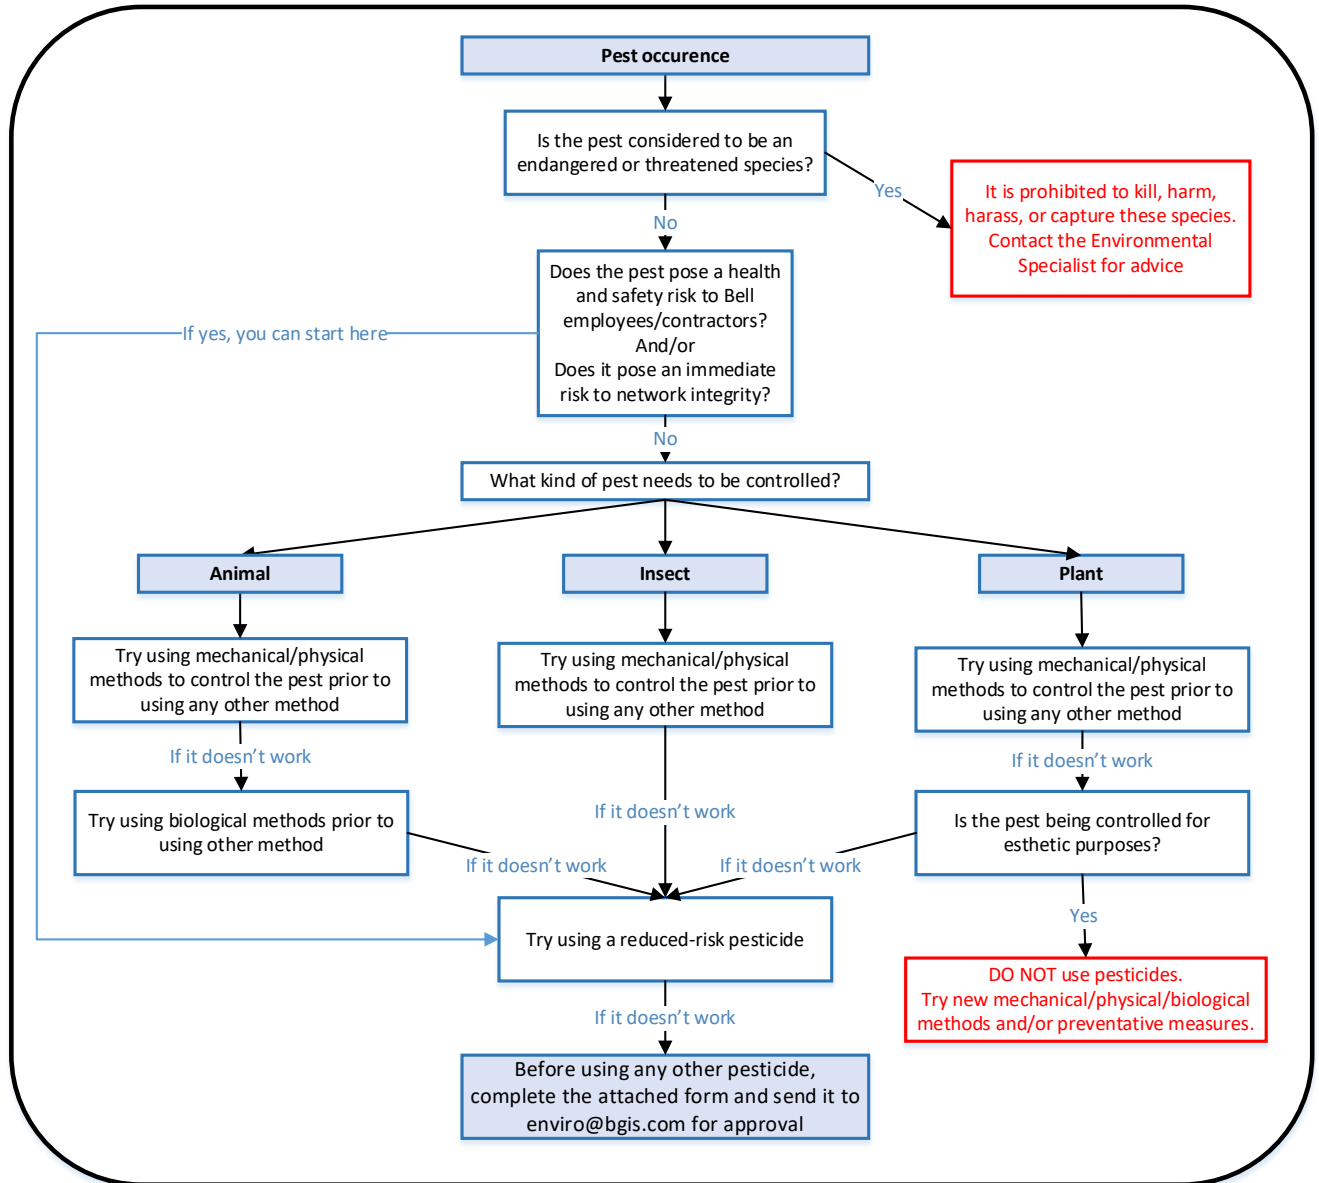 Pest occurence
Is the pest considered to be an
endangered or threatened species?
Yes
It is prohibited to kill, harm,
harass, or capture these species.
Contact the Environmental
Specialist for advice
No
Does the pest pose a health
and safety risk to Bell
employees/contractors?
And/or
Does it pose an immediate
risk to network integrity?
If yes, you can start here
No
What kind of pest needs to be controlled?
Animal
Insect
Plant
Try using mechanical/physical
methods to control the pest prior to
using any other method
Try using mechanical/physical
methods to control the pest prior to
using any other method
Try using mechanical/physical
methods to control the pest prior to
using any other method
If it doesn't work
If it doesn't work
Try using biological methods prior to
using other method
If it doesn't work
Is the pest being controlled for
esthetic purposes?
If it doesn't work
If it doesn't work
Yes
Try using a reduced-risk pesticide
DO NOT use pesticides.
Try new mechanical/physical/biological
methods and/or preventative measures.
If it doesn't work
Before using any other pesticide,
complete the attached form and send it to
enviro@bgis.com for approval